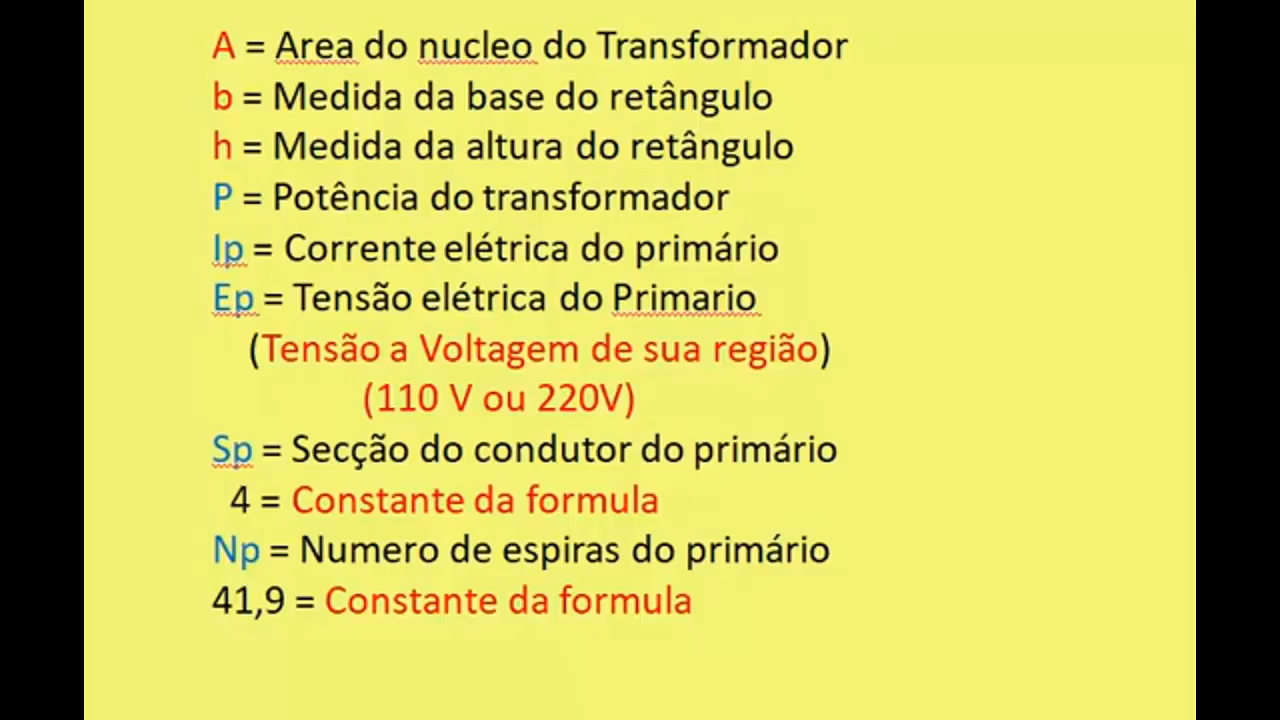 A = Area do nucleo do Transformador
b = Medida da base do retângulo
h = Medida da altura do retângulo
P = Potência do transformador
Ip = Corrente elétrica do primário
Ep = Tensão elétrica do Primario
(Tensão a Voltagem de sua região)
(110 V ou 220V)
Sp = Secção do condutor do primário
4 = Constante da formula
Np = Numero de espiras do primário
41,9 = Constante da formula